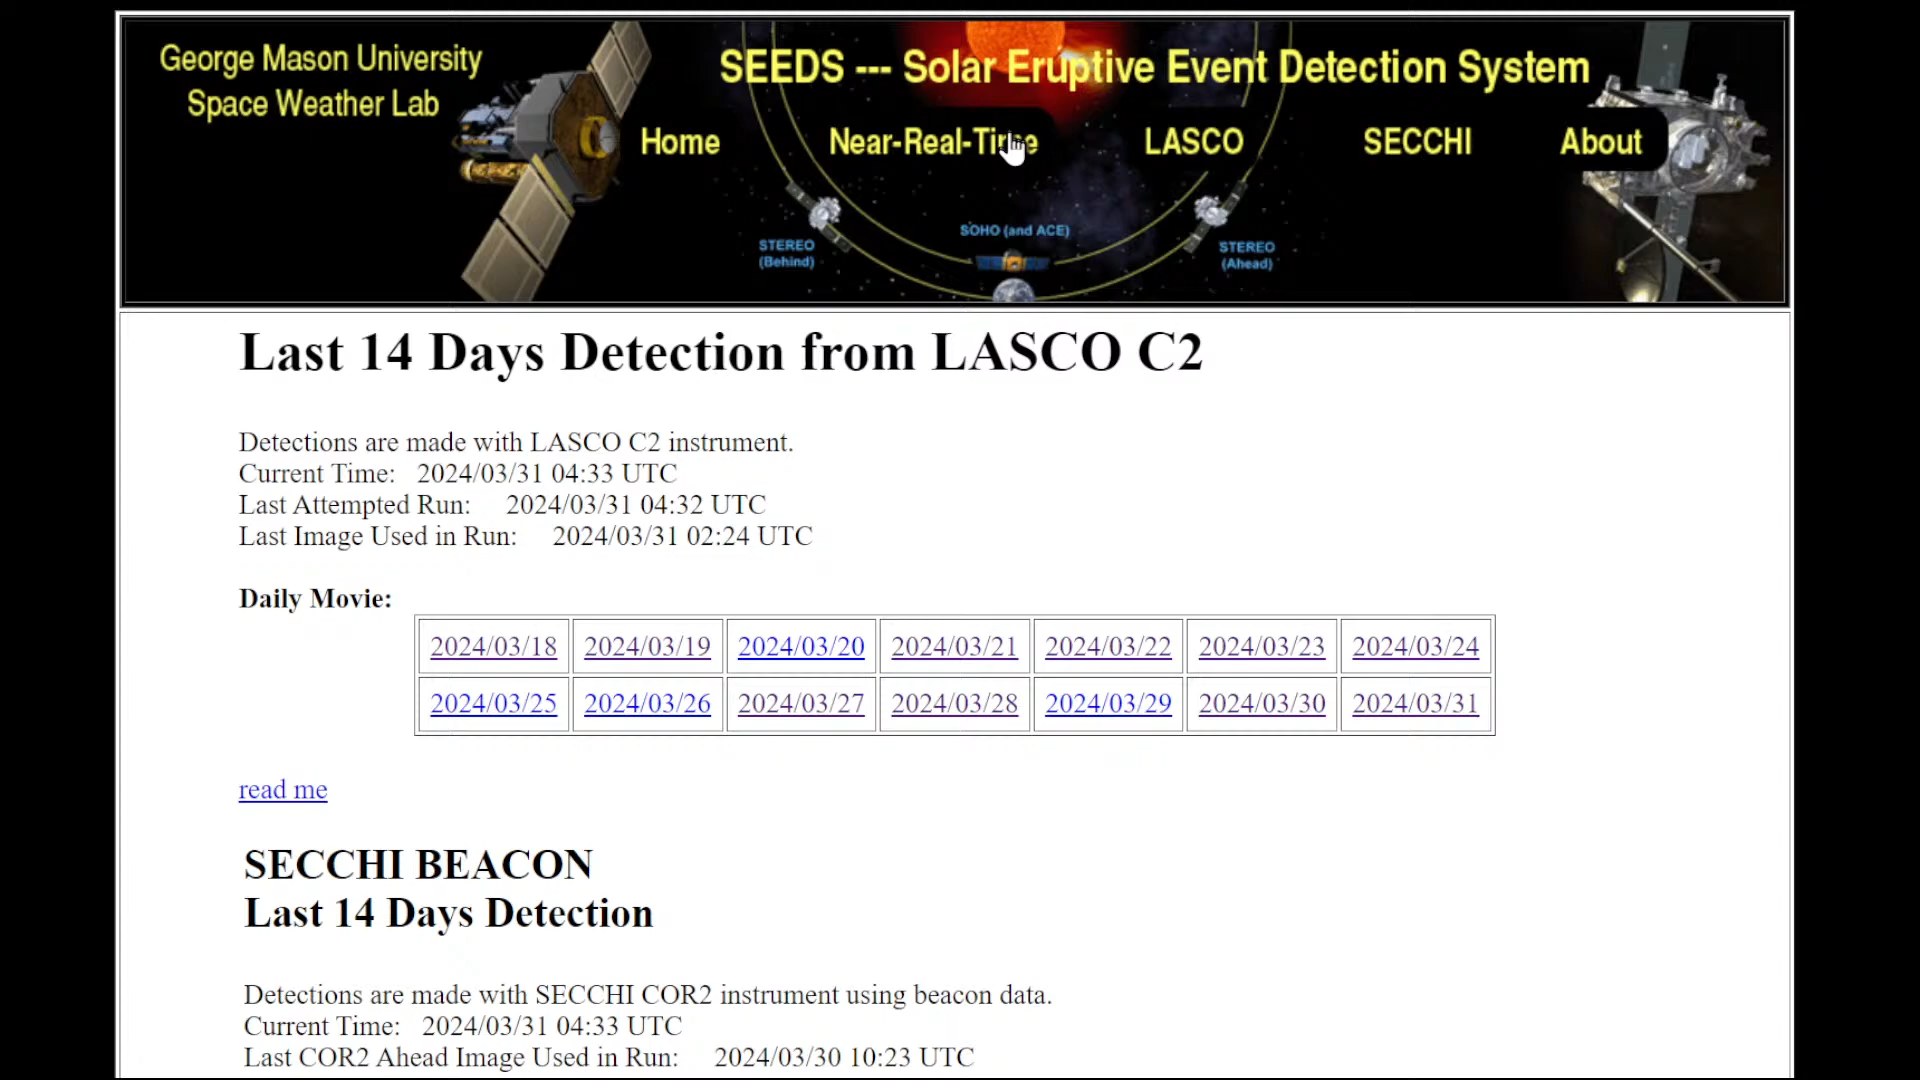 George Mason University
Space Weather Lab
SEEDS --- Solar Eruptive Event Detection System
Home Near-Real-Time LASCO SECCHI About
STEREO
(Behind)
SOHO (and ACE)
STEREO
(Ahead)
Last 14 Days Detection from LASCO C2
Detections are made with LASCO C2 instrument.
Current Time: 2024/03/31 04:33 UTC
Last Attempted Run: 2024/03/31 04:32 UTC
Last Image Used in Run: 2024/03/31 02:24 UTC
Daily Movie:
2024/03/18 2024/03/19 2024/03/20 2024/03/21 2024/03/22 2024/03/23 2024/03/24
2024/03/25 2024/03/26 2024/03/27 2024/03/28 2024/03/29 2024/03/30 2024/03/31
read me
SECCHI BEACON
Last 14 Days Detection
Detections are made with SECCHI COR2 instrument using beacon data.
Current Time: 2024/03/31 04:33 UTC
Last COR2 Ahead Image Used in Run: 2024/03/30 10:23 UTC